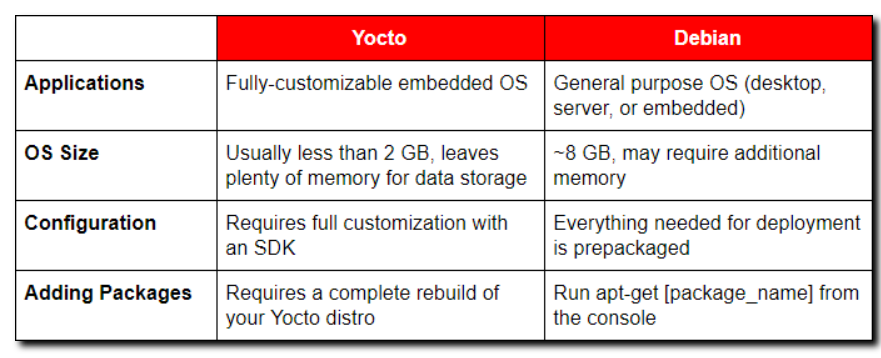 Yocto
Debian
Applications
Fully-customizable embedded OS
General purpose OS (desktop,
server, or embedded)
OS Size
Usually less than 2 GB, leaves
plenty of memory for data storage
~8 GB, may require additional
memory
Configuration
Requires full customization with
an SDK
Everything needed for deployment
is prepackaged
Adding Packages
Requires a complete rebuild of
your Yocto distro
Run apt-get [package_name] from
the console